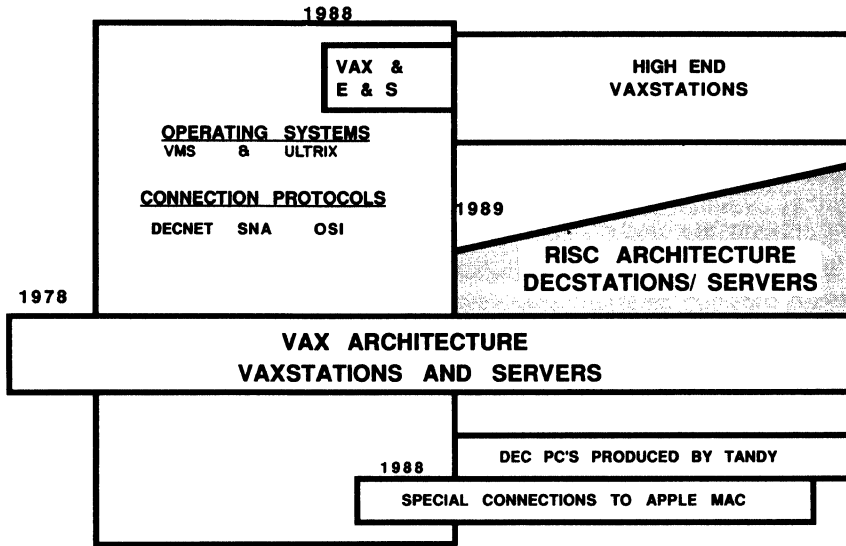 1988
VAX &
E & S
HIGH END
VAXSTATIONS
OPERATING SYSTEMS
VMS & ULTRIX
CONNECTION PROTOCOLS
DECNET SNA OSI
1989
RISC ARCHITECTURE
DECSTATIONS/ SERVERS
1978
VAX ARCHITECTURE
VAXSTATIONS AND SERVERS
DEC PC'S PRODUCED BY TANDY
1988
SPECIAL CONNECTIONS TO APPLE MAC